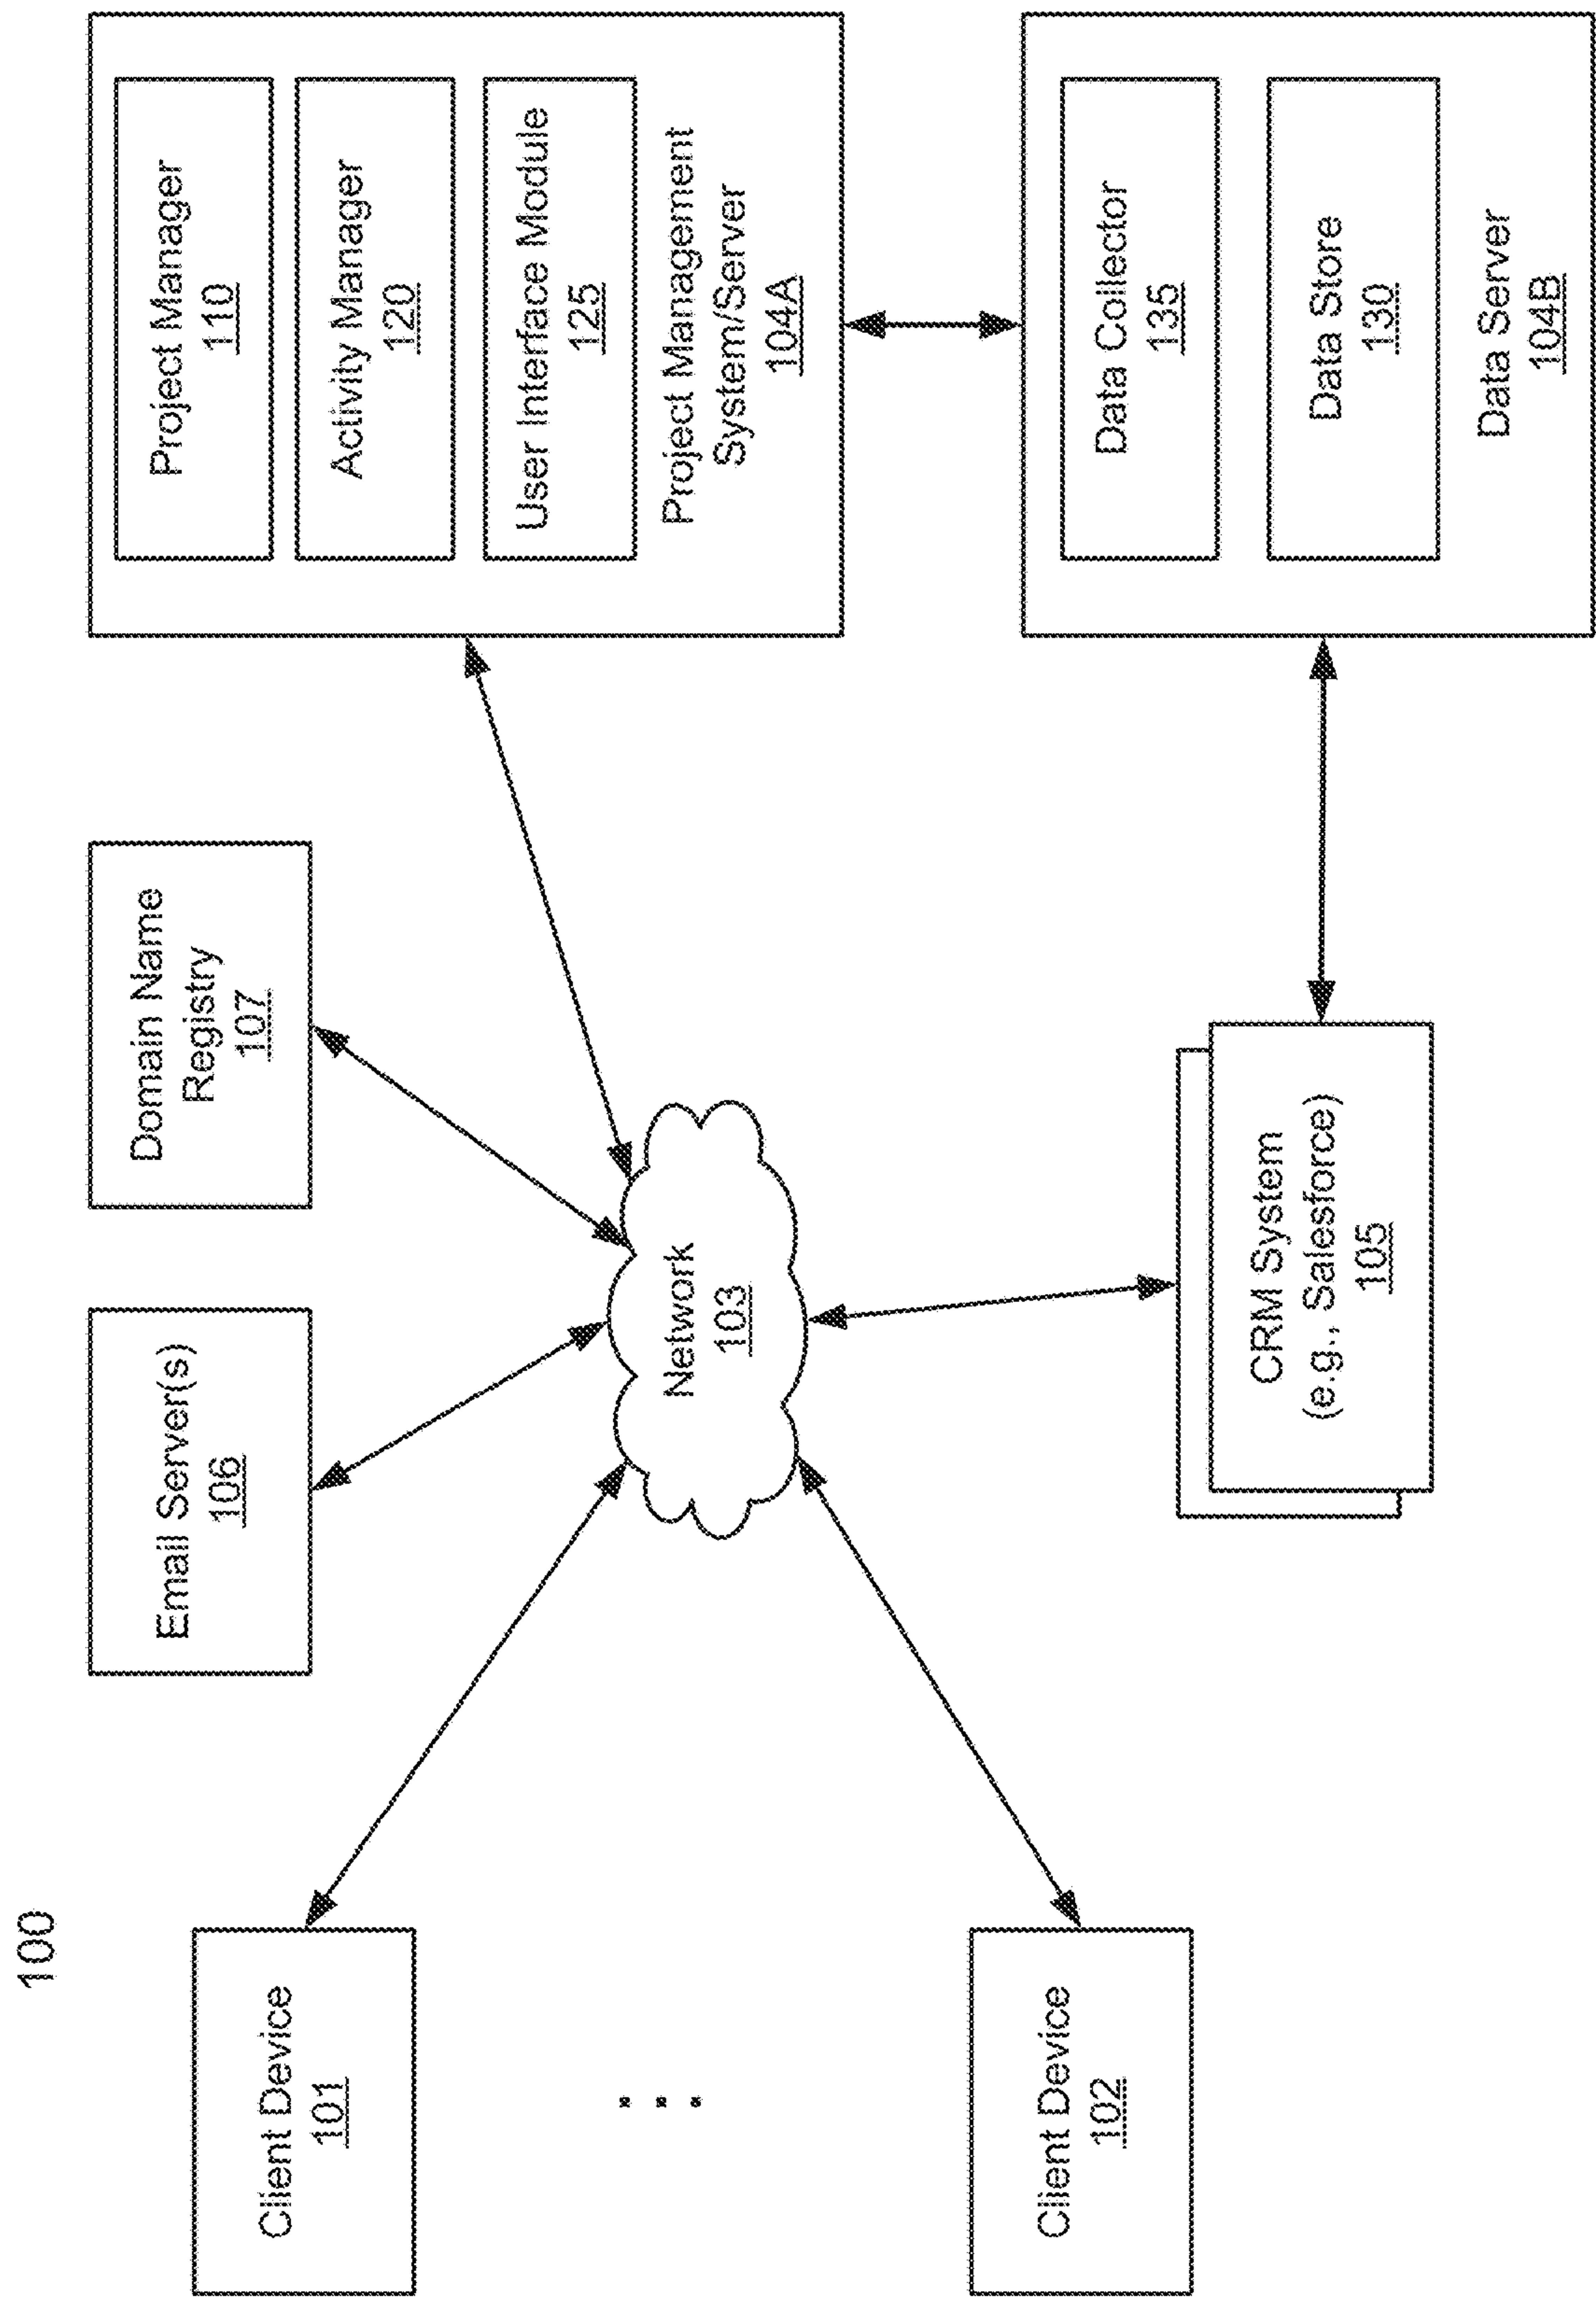 100
Client Device
101
Client Device
102
Email Server(s)
106
Domain Name
Registry
107
Network
103
CRM System
(e.g., Salesforce)
105
Project Manager
110
Activity Manager
120
User Interface Module
125
Project Management
System/Server
104A
Data Collector
135
Data Store
130
Data Server
104B